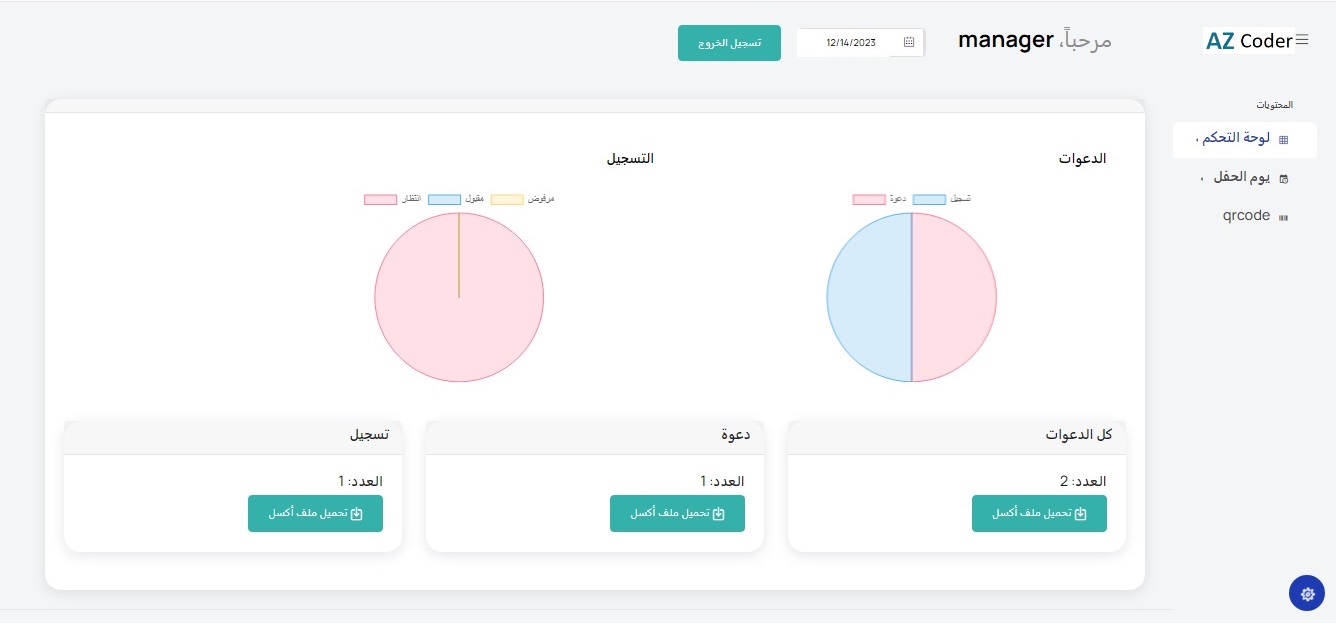 AZ Coder
مرحباً، manager
12/14/2023
تسجيل الخروج
المحتويات
لوحة التحكم
يوم الحفل
qrcode
الدعوات
تسجيل
دعوة
التسجيل
مرفوض
مقبول
انتظار
كل الدعوات
العدد: 2
تحميل ملف أكسل
دعوة
العدد: 1
تحميل ملف أكسل
تسجيل
العدد: 1
تحميل ملف أكسل